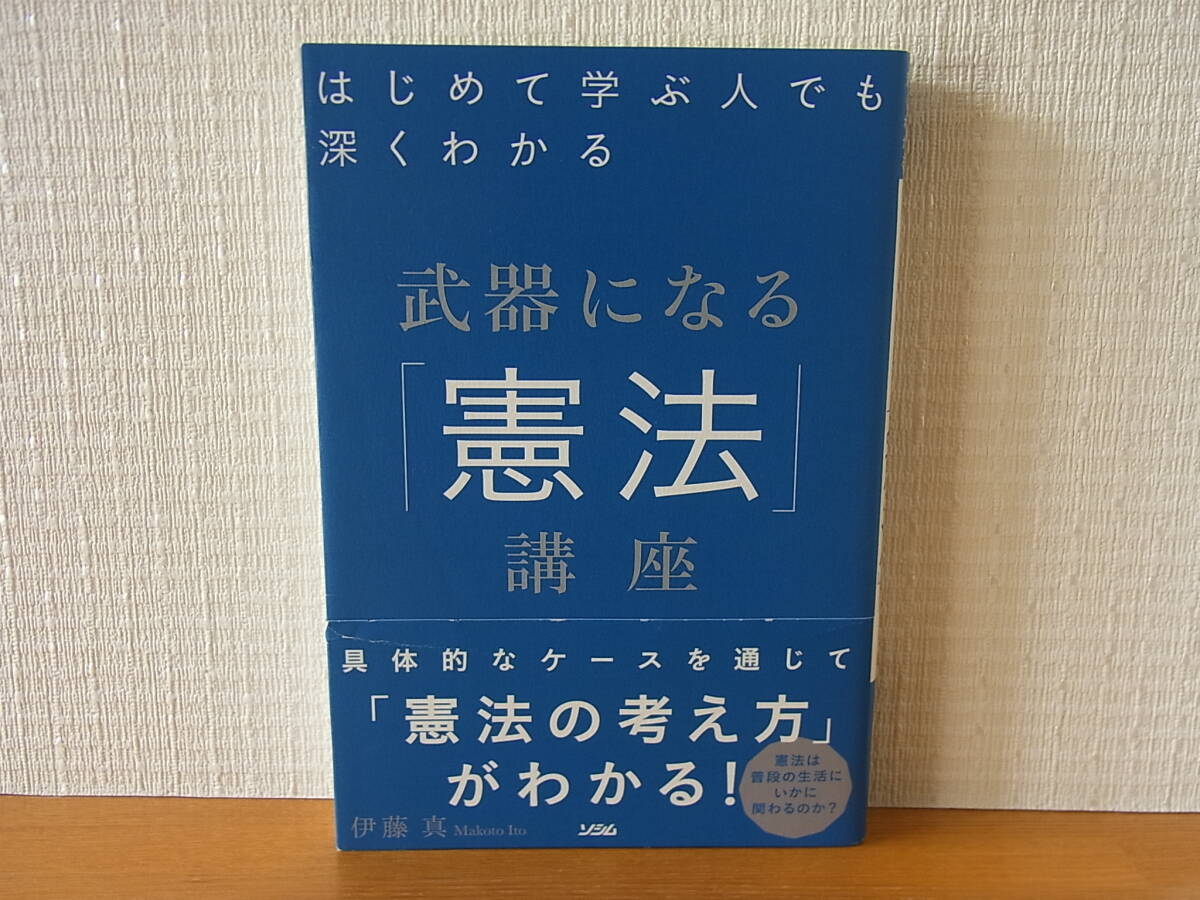 はじめて学ぶ人でも
深くわかる
武器になる
「憲法」
講座
具体的なケースを通じて
「憲法の考え方」
がわかる!
憲法は
普段の生活に
いかに
関わるのか?
伊藤 真 Makoto Ito
ソシム